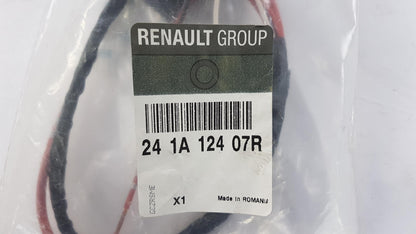 RENAULT GROUP
24 1A 124 07R
X1
Made in ROMANIA